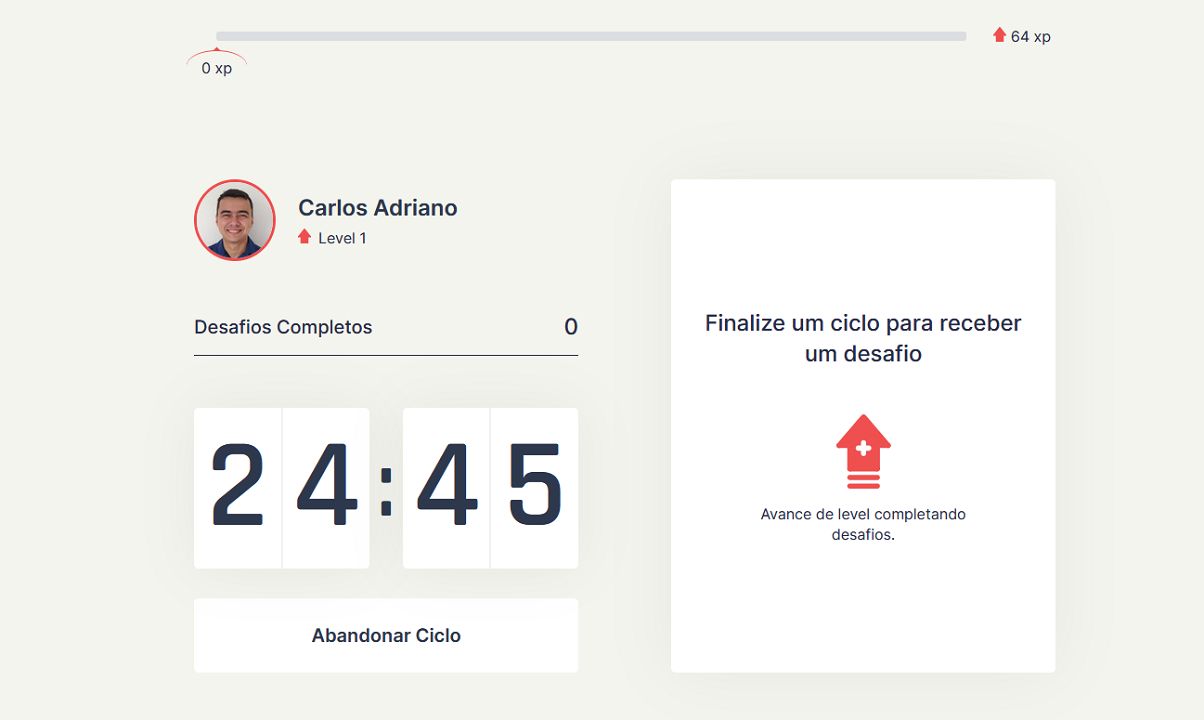 64 xp
0 xp
Carlos Adriano
Level 1
Desafios Completos 0
24:45
Abandonar Ciclo
Finalize um ciclo para receber
um desafio
Avance de level completando
desafios.